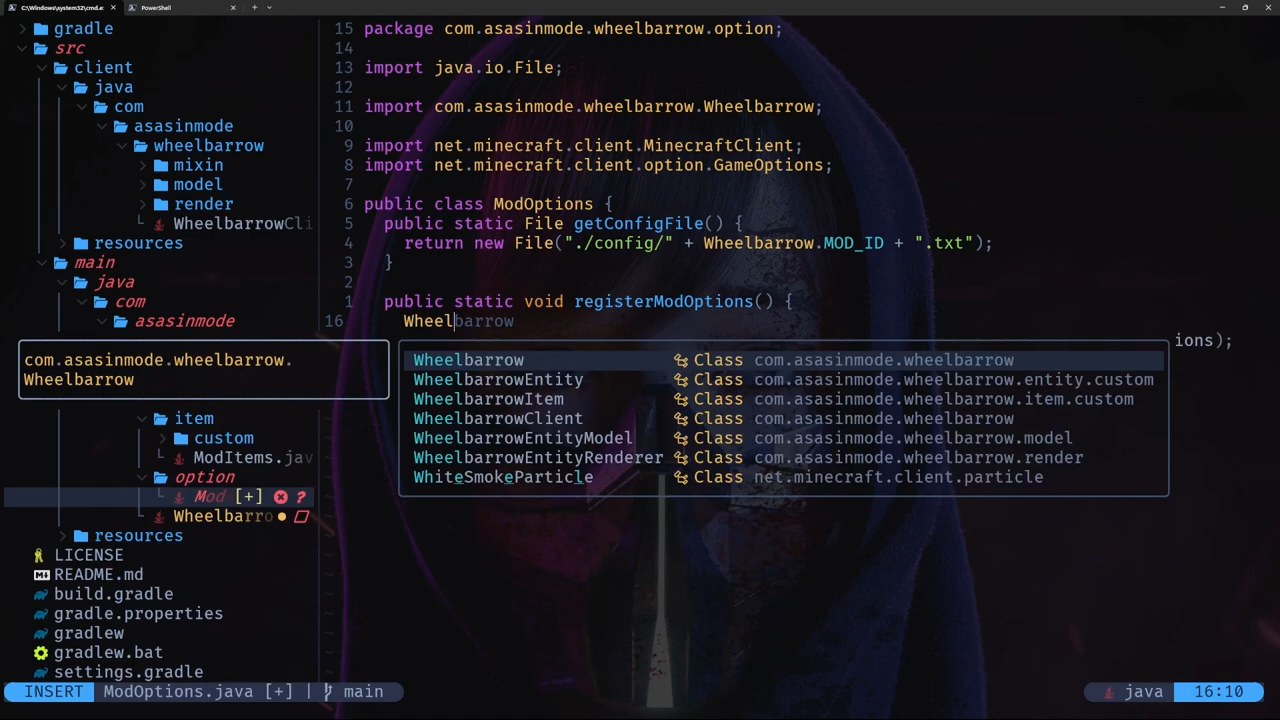 C:\Windows\system32\cmd.e
PowerShell
gradle
src
client
java
com
asasinmode
wheelbarrow
mixin
model
render
WheelbarrowCli
resources
main
java
com
asasinmode
com.asasinmode.wheelbarrow.
Wheelbarrow
item
custom
ModItems.jav
option
Mod [+] ?
Wheelbarro
resources
LICENSE
README.md
build.gradle
gradle.properties
gradlew
gradlew.bat
settings.gradle
15 package com.asasinmode.wheelbarrow.option;
14
13 import java.io.File;
12
11 import com.asasinmode.wheelbarrow.Wheelbarrow;
10
9 import net.minecraft.client.MinecraftClient;
8 import net.minecraft.client.option.GameOptions;
7
6 public class ModOptions {
5 public static File getConfigFile() {
4 return new File("./config/" + Wheelbarrow.MOD_ID + ".txt");
3 }
2
1 public static void registerModOptions() {
16 Wheelbarrow
ions);
Wheelbarrow Class com.asasinmode.wheelbarrow
WheelbarrowEntity Class com.asasinmode.wheelbarrow.entity.custom
WheelbarrowItem Class com.asasinmode.wheelbarrow.item.custom
WheelbarrowClient Class com.asasinmode.wheelbarrow
WheelbarrowEntityModel Class com.asasinmode.wheelbarrow.model
WheelbarrowEntityRenderer Class com.asasinmode.wheelbarrow.render
WhiteSmokeParticle Class net.minecraft.client.particle
INSERT ModOptions.java [+] | main
java 16:10